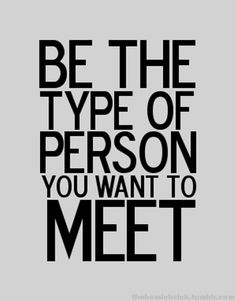 BE THE
TYPE OF
PERSON
YOU WANT TO
MEET